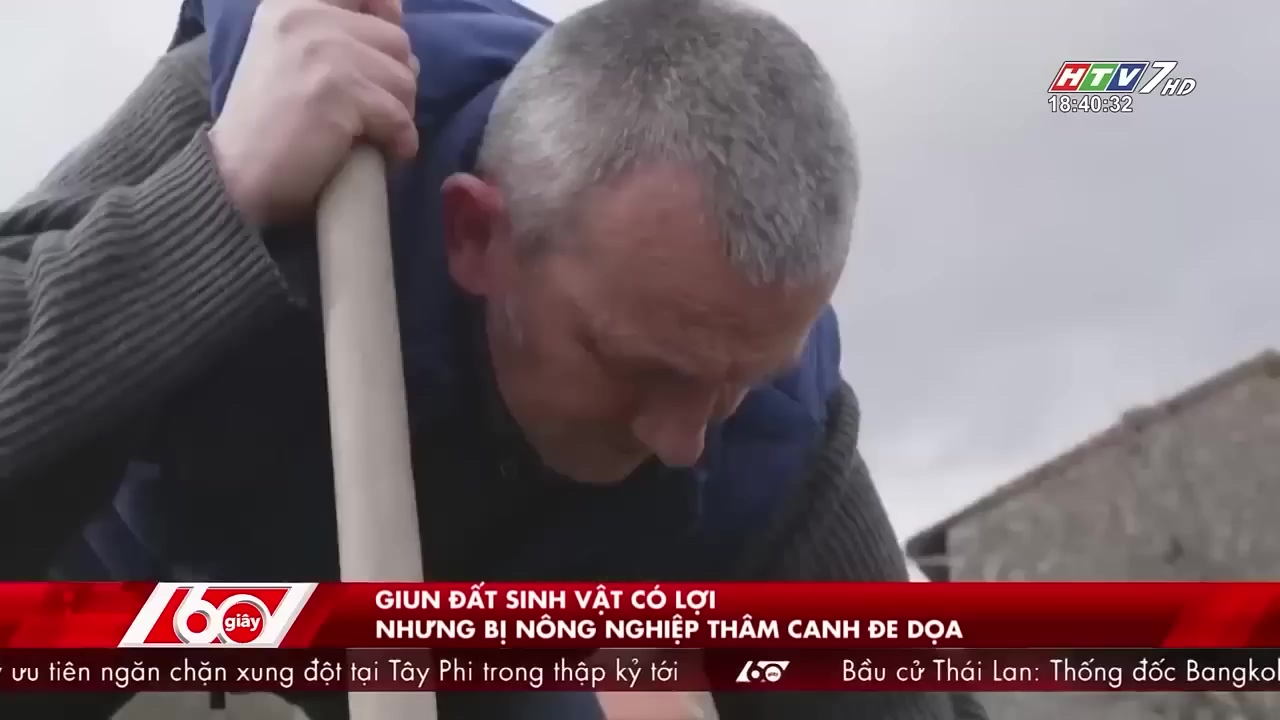 HTV7 HD
18:40:32
60 giây
GIUN ĐẤT SINH VẬT CÓ LỢI
NHƯNG BỊ NÔNG NGHIỆP THÂM CANH ĐE DỌA
ưu tiên ngăn chặn xung đột tại Tây Phi trong thập kỷ tới
60 giây
Bầu cử Thái Lan: Thống đốc